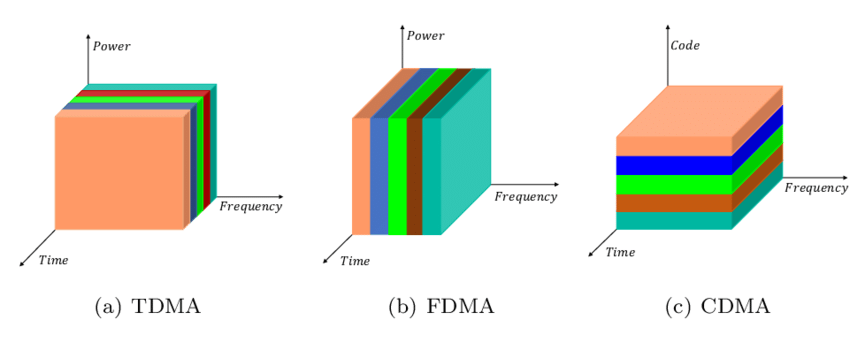 Power
Frequency
Time
(a) TDMA
Power
Frequency
Time
(b) FDMA
Code
Frequency
Time
(c) CDMA